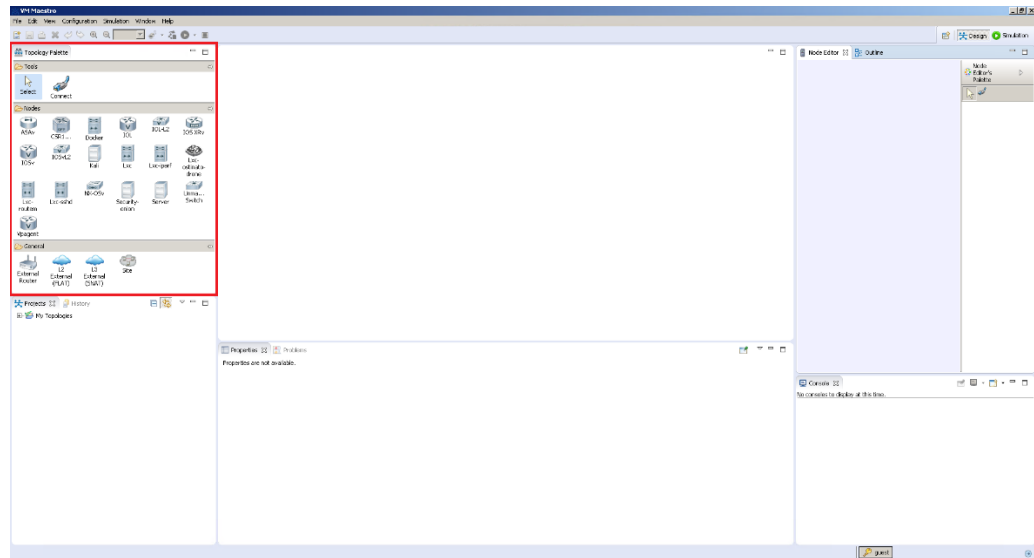 VM Maestro
File Edit View Configuration Simulation Window Help
Design Simulation
Topology Palette
Tools
Select Connect
Nodes
ASAv CSR1... Docker IOL IOL-L2 IOS XRv
IOSv IOSvL2 Kali Lxc Lxc-iperf Lxc-ostinato-drone
Lxc-routem Lxc-sshd NX-OSv Security-onion Server Unma... Switch
Vpagent
General
External Router L2 External (FLAT) L3 External (SNAT) Site
Projects History
My Topologies
Properties Problems
Properties are not available.
Node Editor Outline
Node Editor's Palette
Console
No consoles to display at this time.
guest